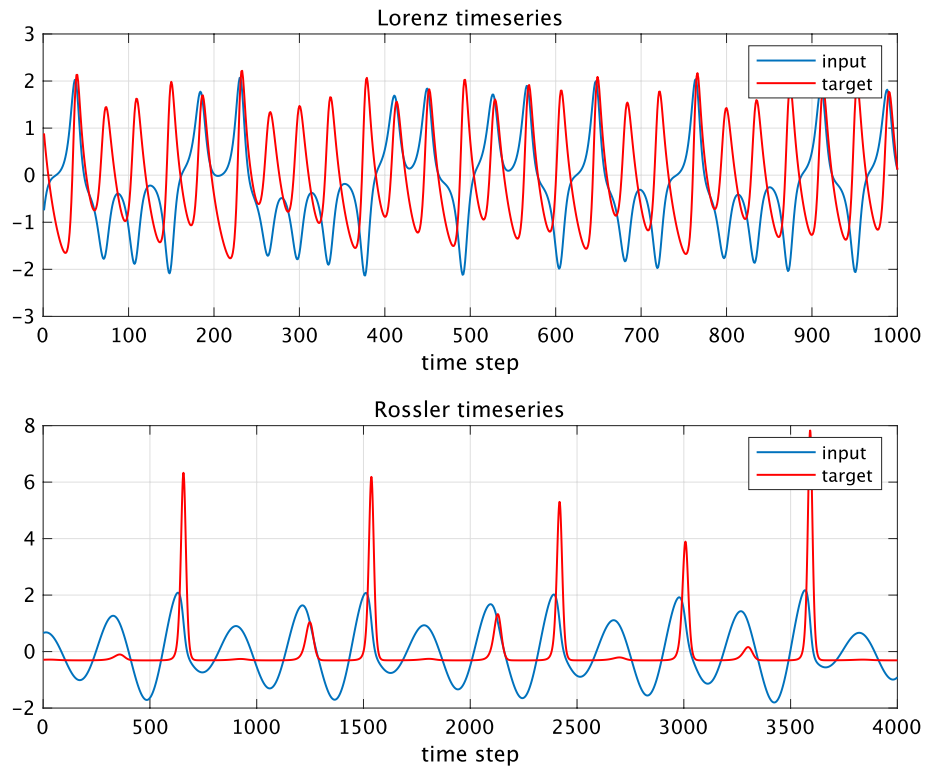 Lorenz timeseries
3
2
1
0
−1
−2
−3
input
target
0 100 200 300 400 500 600 700 800 900 1000
time step
Rossler timeseries
8
6
4
2
0
−2
input
target
0 500 1000 1500 2000 2500 3000 3500 4000
time step